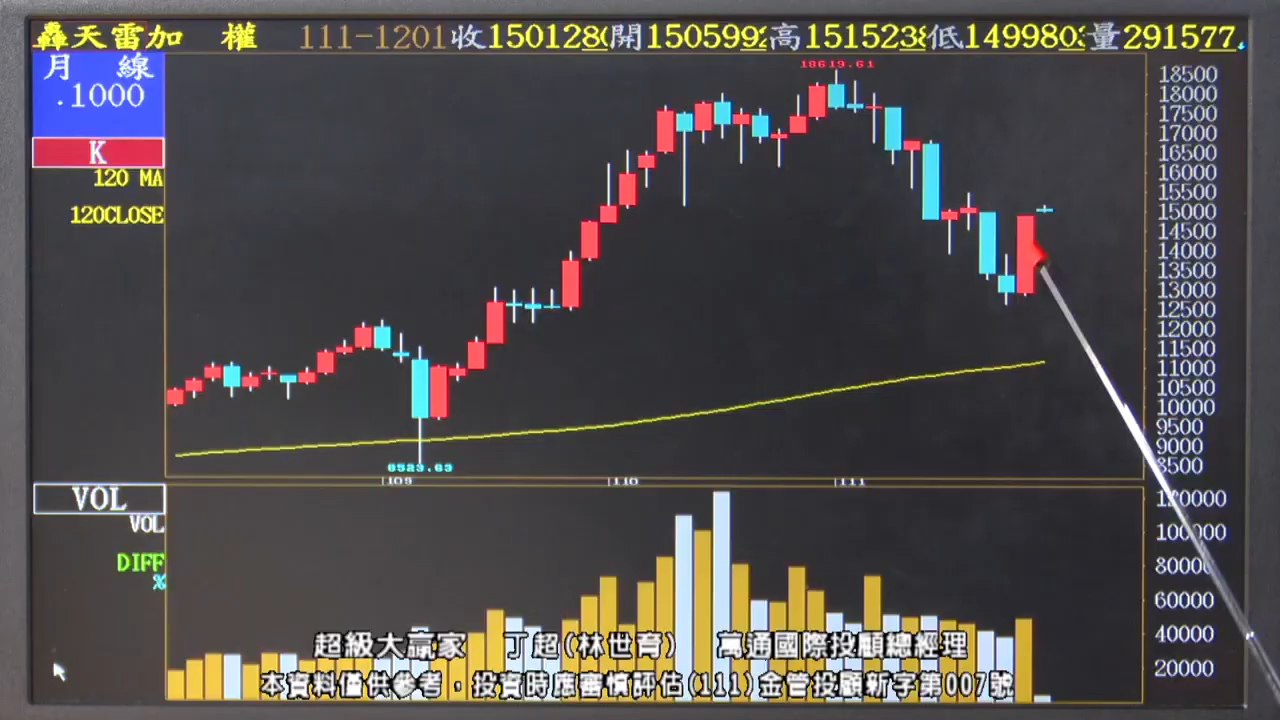 轟天雷加 權 111-1201收150128開150599高151523低149980量291577
月 線
.1000
K
120 MA
120CLOSE
18619.61
8523.63
18500
18000
17500
17000
16500
16000
15500
15000
14500
14000
13500
13000
12500
12000
11500
11000
10500
10000
9500
9000
8500
109 110 111
VOL
VOL
DIFF
%
120000
100000
80000
60000
40000
20000
超級大贏家 丁超(林世育) 萬通國際投顧總經理
本資料僅供參考，投資時應審慎評估(111)金管投顧新字第007號